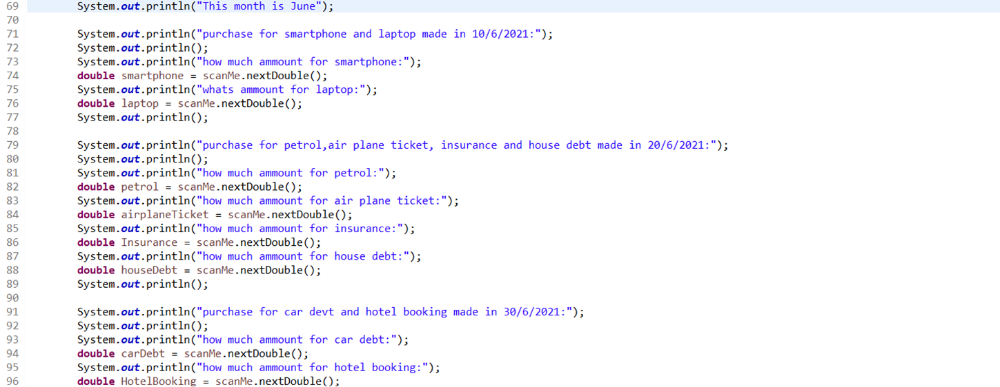 69 System.out.println("This month is June");
70
71 System.out.println("purchase for smartphone and laptop made in 10/6/2021:");
72 System.out.println();
73 System.out.println("how much ammount for smartphone:");
74 double smartphone = scanMe.nextDouble();
75 System.out.println("whats ammount for laptop:");
76 double laptop = scanMe.nextDouble();
77 System.out.println();
78
79 System.out.println("purchase for petrol,air plane ticket, insurance and house debt made in 20/6/2021:");
80 System.out.println();
81 System.out.println("how much ammount for petrol:");
82 double petrol = scanMe.nextDouble();
83 System.out.println("how much ammount for air plane ticket:");
84 double airplaneTicket = scanMe.nextDouble();
85 System.out.println("how much ammount for insurance:");
86 double Insurance = scanMe.nextDouble();
87 System.out.println("how much ammount for house debt:");
88 double houseDebt = scanMe.nextDouble();
89 System.out.println();
90
91 System.out.println("purchase for car devt and hotel booking made in 30/6/2021:");
92 System.out.println();
93 System.out.println("how much ammount for car debt:");
94 double carDebt = scanMe.nextDouble();
95 System.out.println("how much ammount for hotel booking:");
96 double HotelBooking = scanMe.nextDouble();